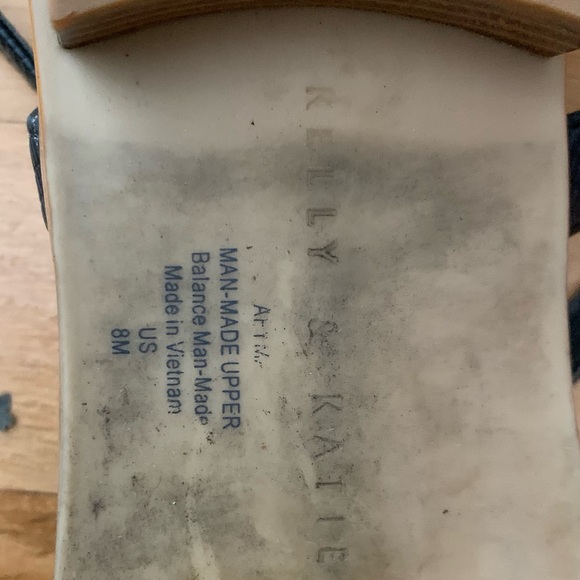 KELLY & KATIE
MAN-MADE UPPER
Balance Man-Made
Made in Vietnam
US
8M